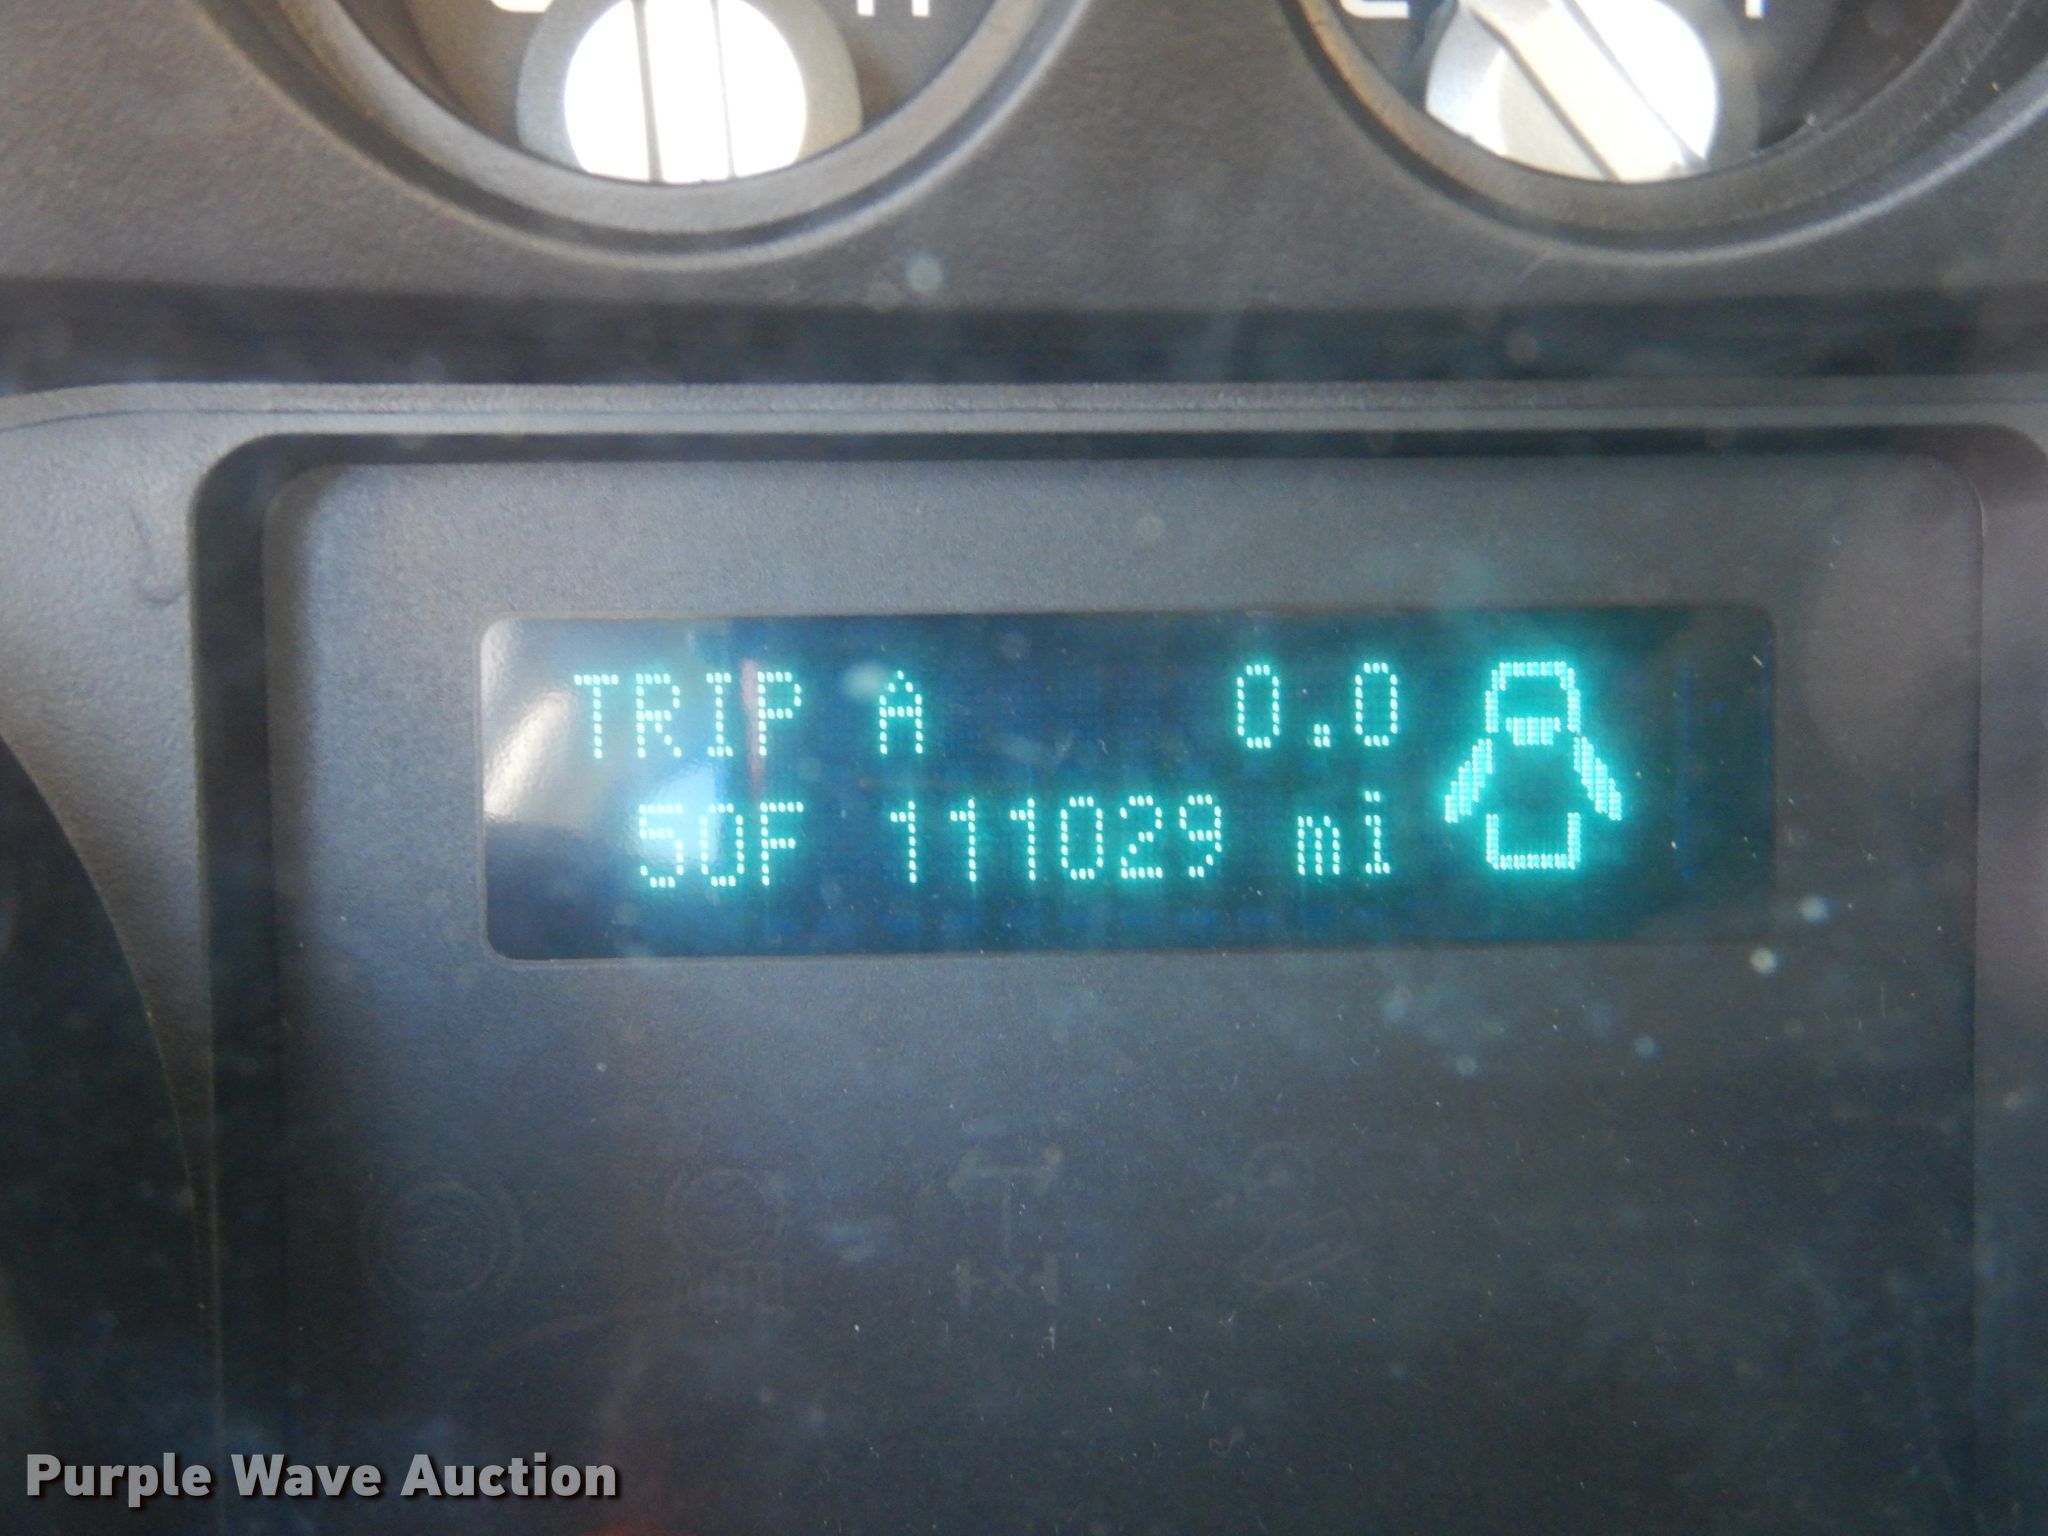 TRIP A 0.0
50F 111029 mi
Purple Wave Auction